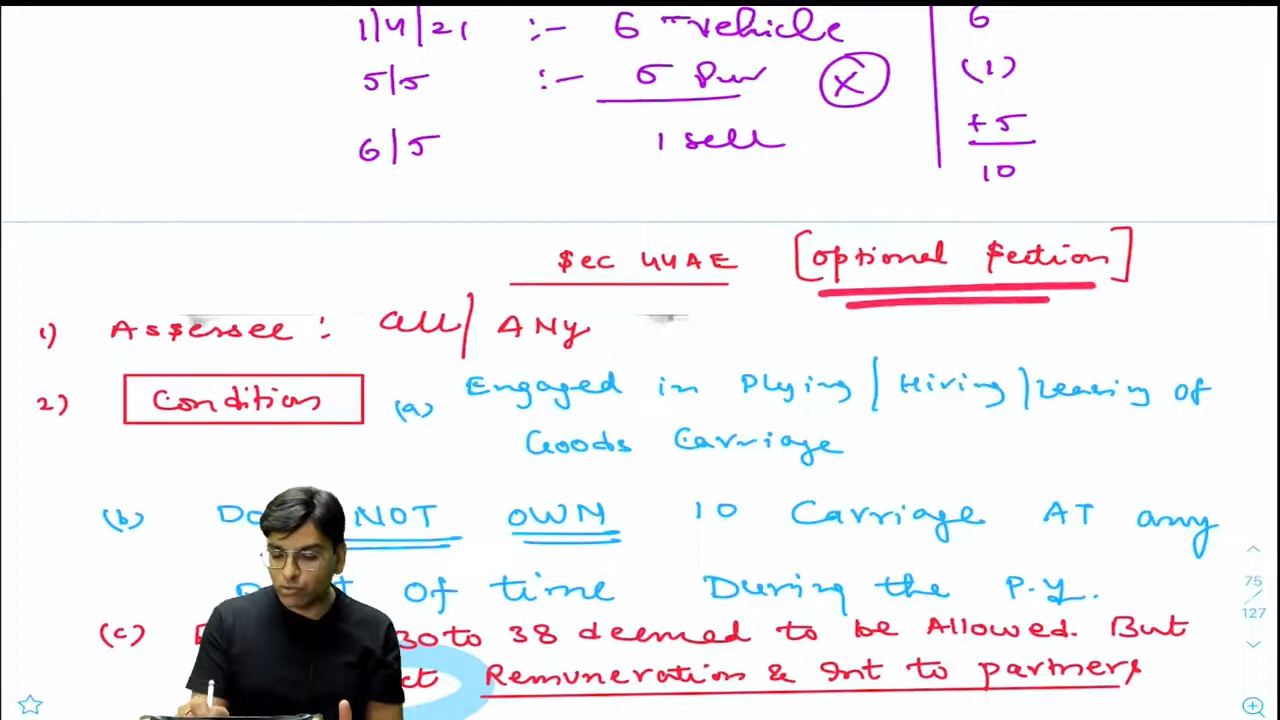 1/4/21 :- 6 vehicle 6
5/5 :- 5 Pur X (1)
6/5 1 sell +5
10
Sec 44AE [optional Section]
1) Assessee: all/ ANy
2) Condition (a) Engaged in Plying/Hiring/Leasing of
Goods Carriage
(b) NOT OWN 10 Carriage AT any
of time During the P.Y.
(c) 30 to 38 deemed to be Allowed. But
Remuneration & Int to partners
75
127